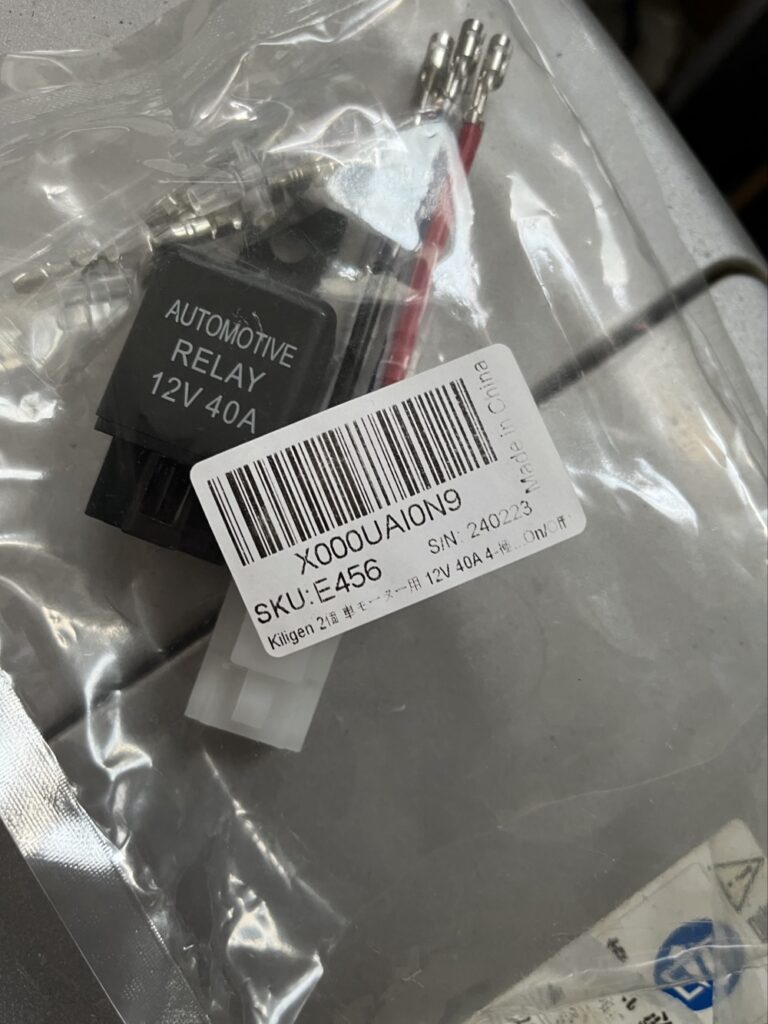 AUTOMOTIVE
RELAY
12V 40A
Made in China
X000UAI0N9
S/N: 240223
SKU:E456
Kiligen 2個 車モーター用 12V 40A 4-極...On/Off